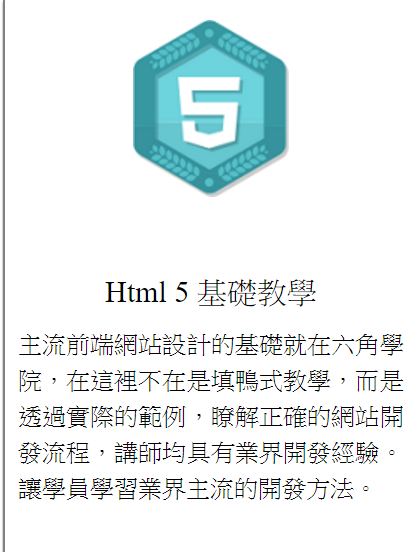 5
Html 5 基礎教學
主流前端網站設計的基礎就在六角學
院，在這裡不在是填鴨式教學，而是
透過實際的範例，瞭解正確的網站開
發流程，講師均具有業界開發經驗。
讓學員學習業界主流的開發方法。